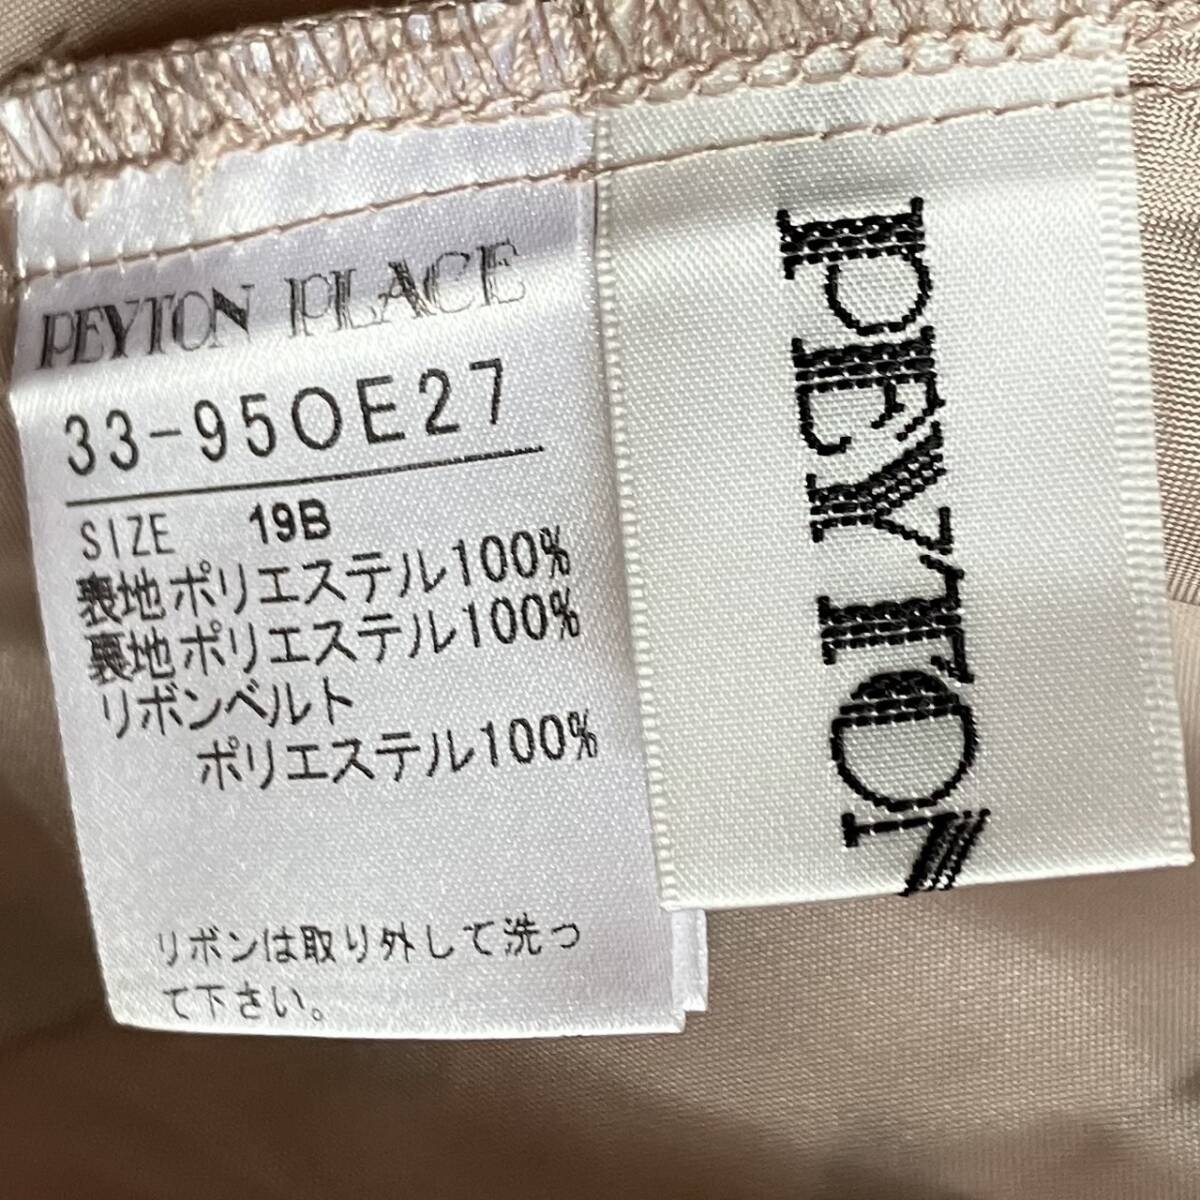 PEYTON PLACE
33-950E27
SIZE 19B
表地ポリエステル100%
裏地ポリエステル100%
リボンベルト
ポリエステル100%
リボンは取り外して洗っ
て下さい。
PEYTON